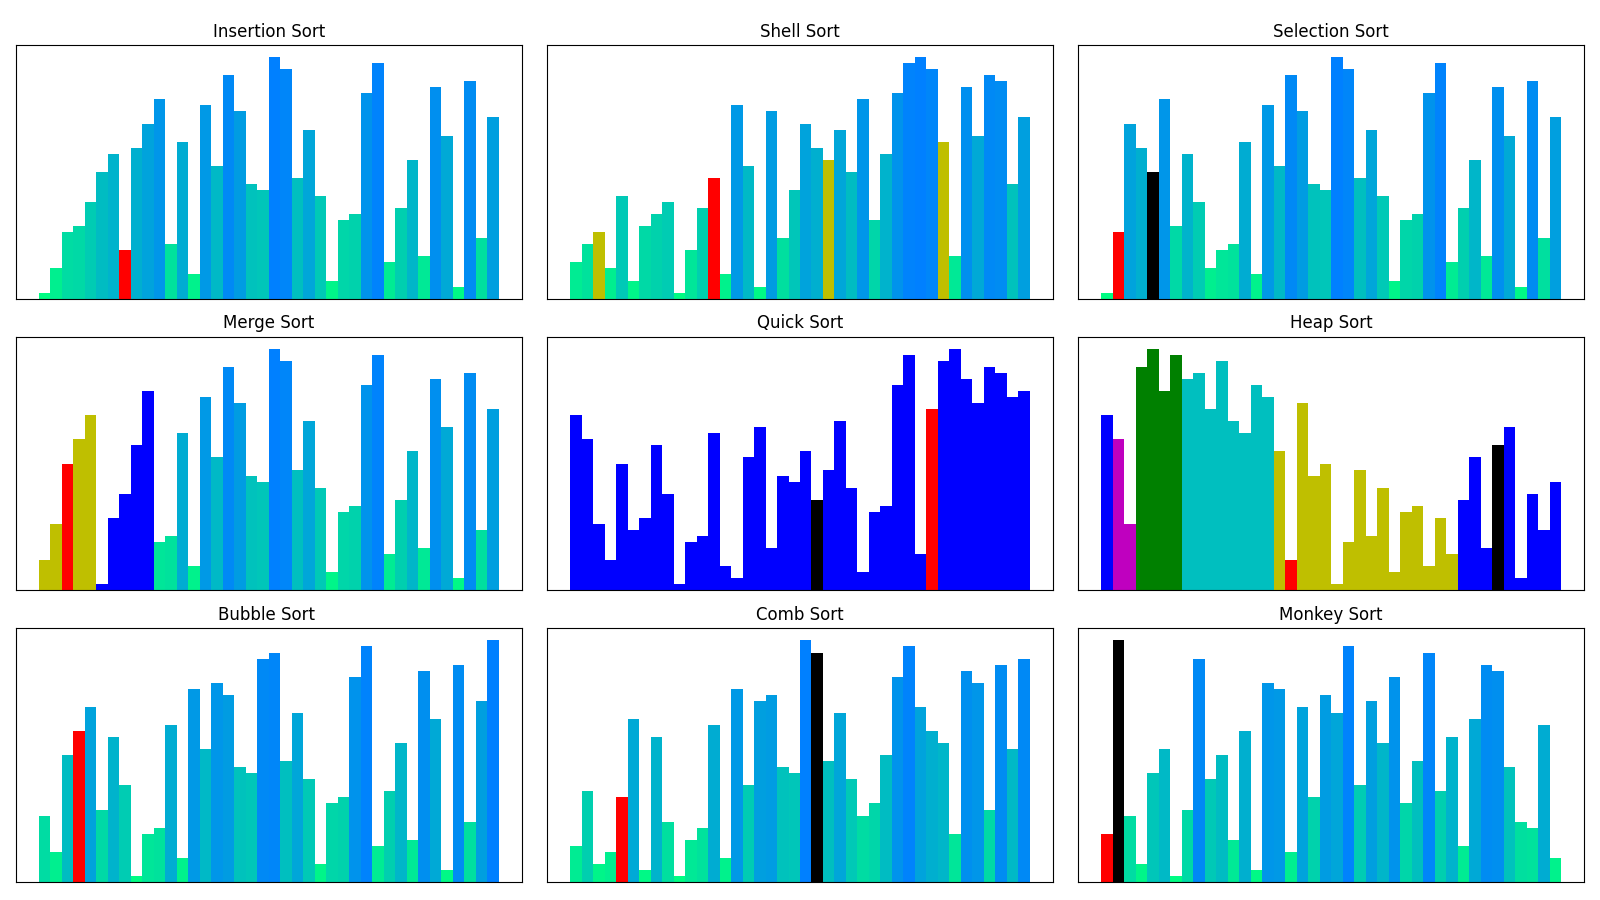 Insertion Sort
Shell Sort
Selection Sort
Merge Sort
Quick Sort
Heap Sort
Bubble Sort
Comb Sort
Monkey Sort